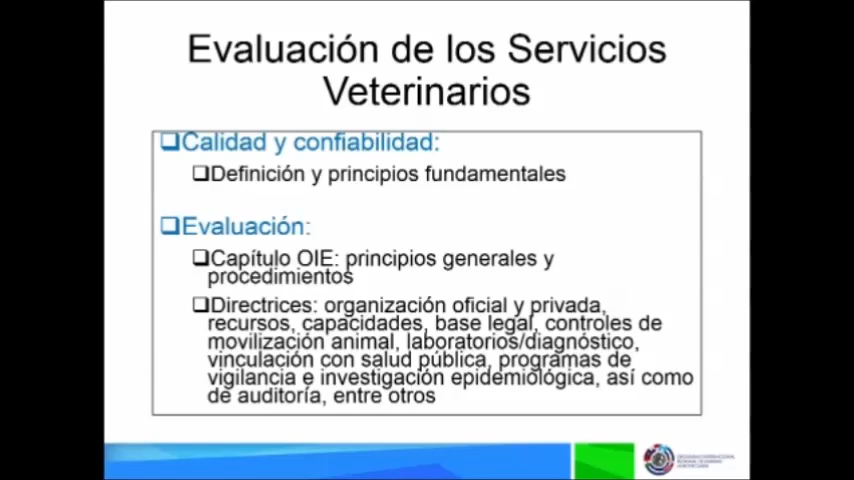 Evaluación de los Servicios
Veterinarios
❑Calidad y confiabilidad:
❑Definición y principios fundamentales
❑Evaluación:
❑Capítulo OIE: principios generales y
procedimientos
❑Directrices: organización oficial y privada,
recursos, capacidades, base legal, controles de
movilización animal, laboratorios/diagnóstico,
vinculación con salud pública, programas de
vigilancia e investigación epidemiológica, así como
de auditoría, entre otros